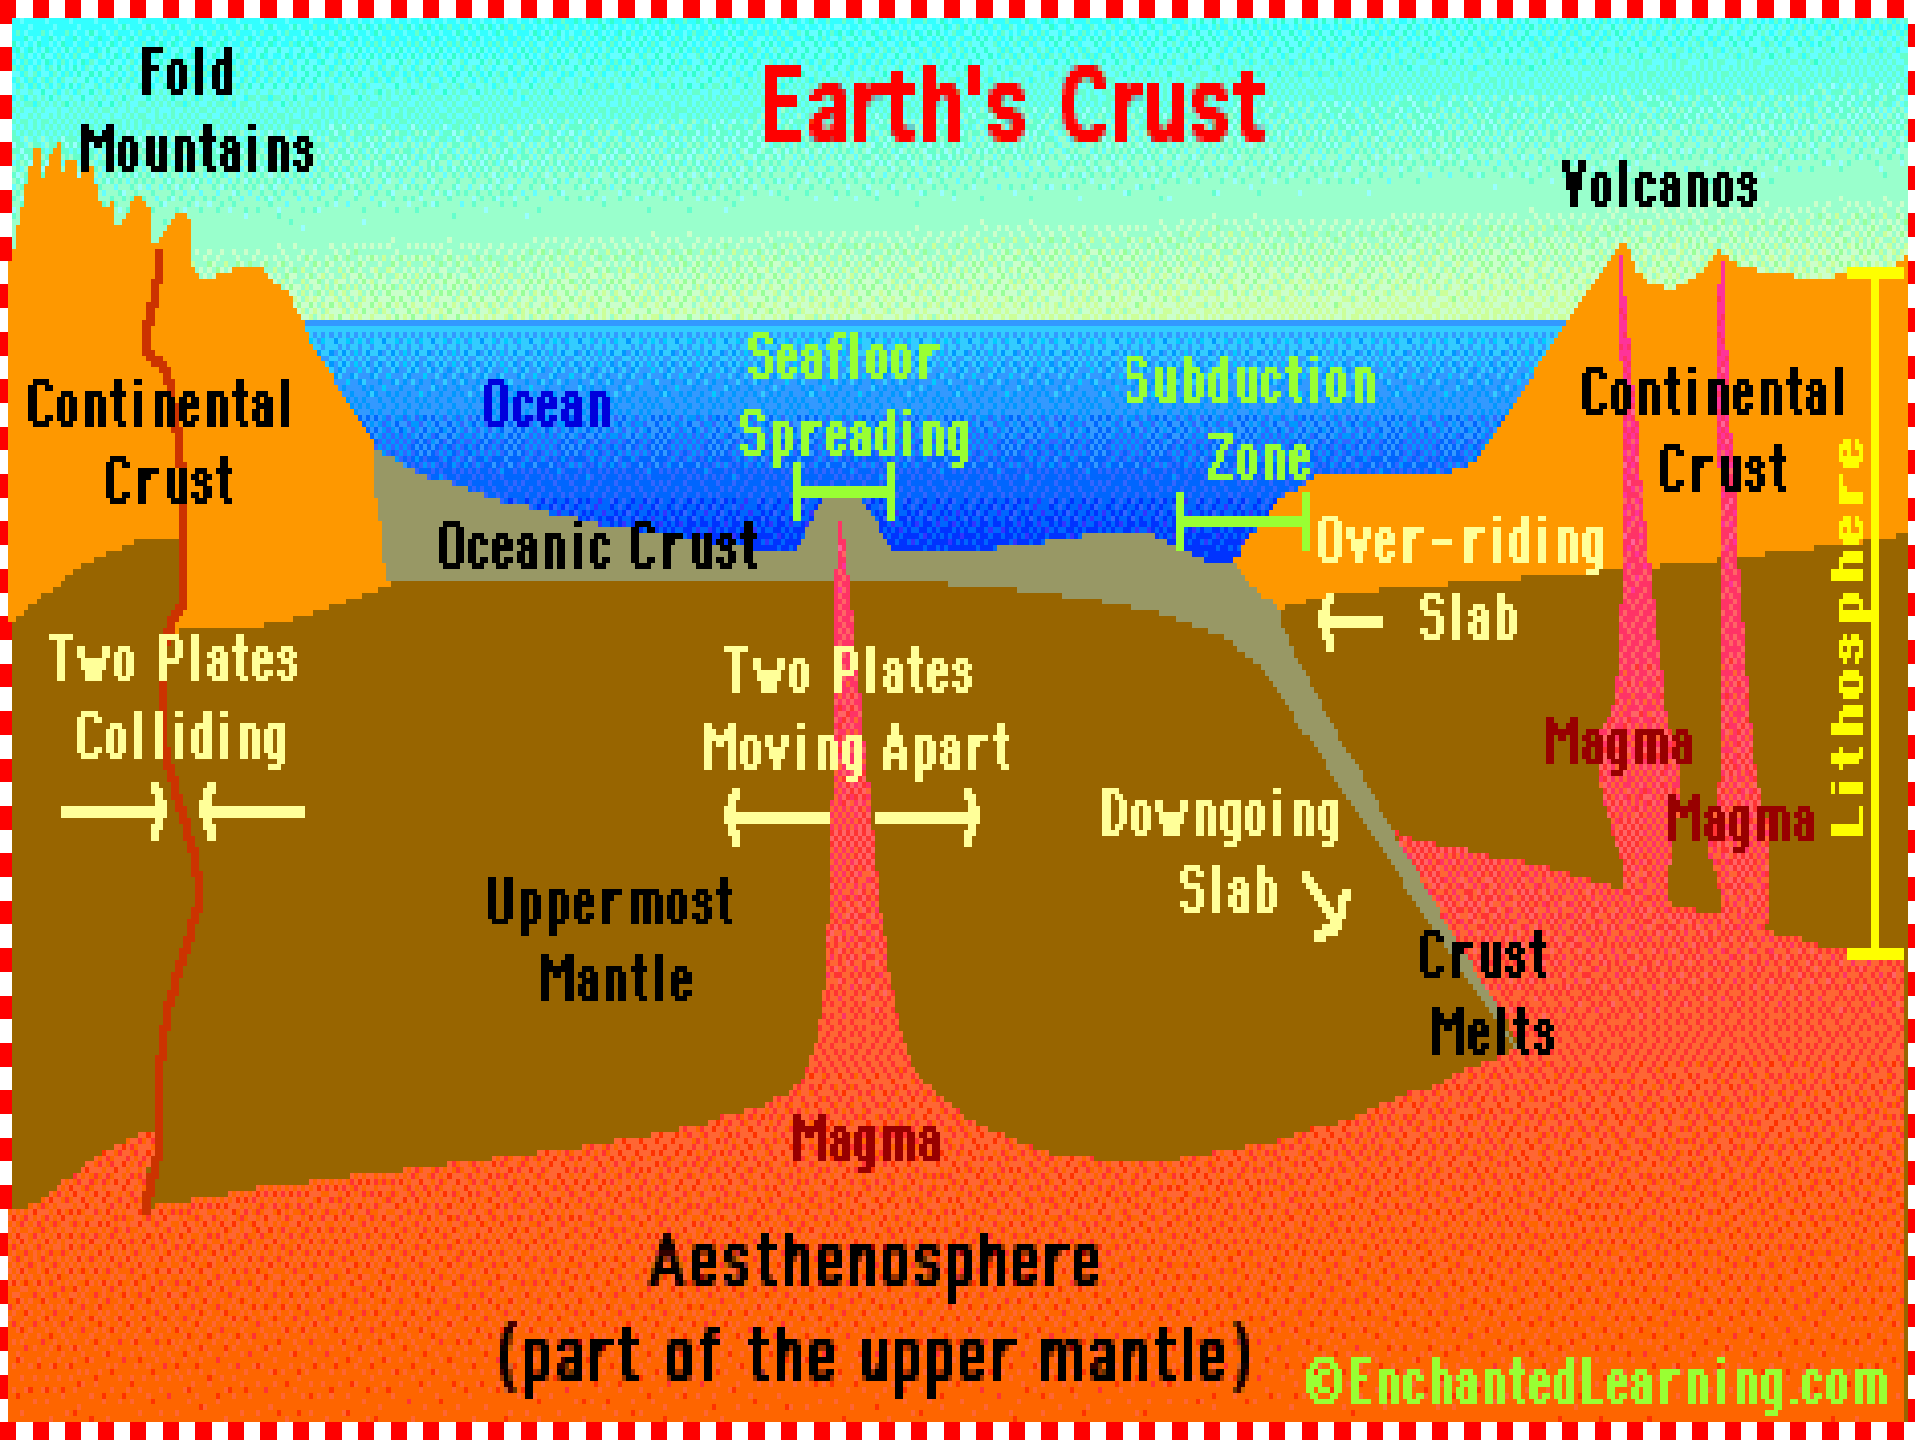 Earth's Crust
Fold
Mountains
Volcanos
Continental
Crust
Ocean
Seafloor
Spreading
Subduction
Zone
Continental
Crust
Oceanic Crust
Over-riding
Slab
Lithosphere
Two Plates
Colliding
Two Plates
Moving Apart
Downgoing
Slab
Magma
Magma
Uppermost
Mantle
Crust
Melts
Magma
Aesthenosphere
(part of the upper mantle)
©EnchantedLearning.com